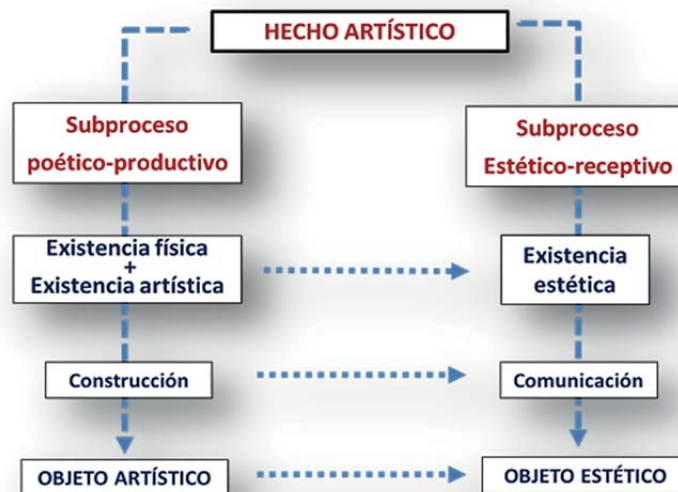 HECHO ARTÍSTICO
Subproceso
poético-productivo
Subproceso
Estético-receptivo
Existencia física
+
Existencia artística
Existencia
estética
Construcción
Comunicación
OBJETO ARTÍSTICO
OBJETO ESTÉTICO